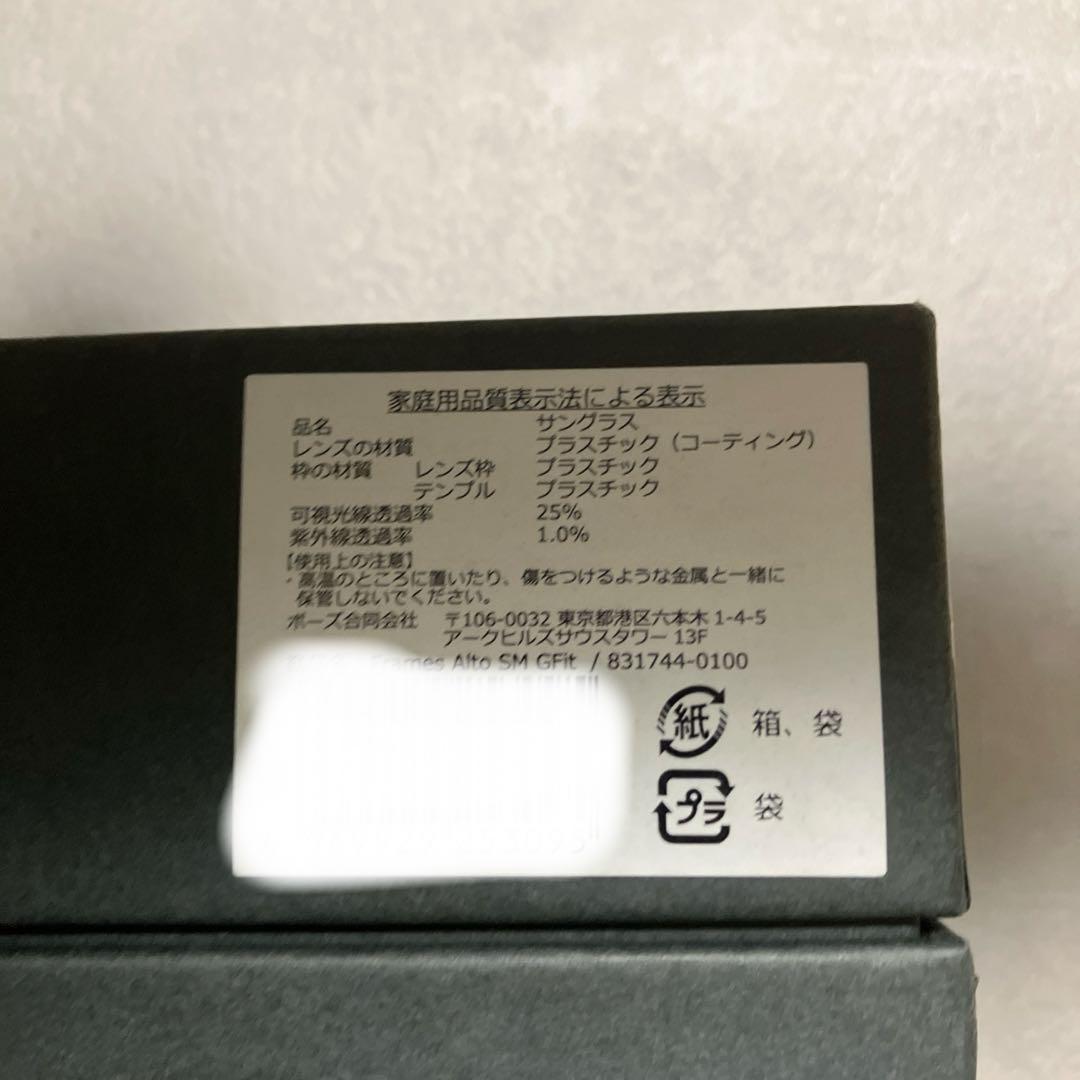 家庭用品質表示法による表示
品名 サングラス
レンズの材質 プラスチック（コーティング）
枠の材質 レンズ枠 プラスチック
テンプル プラスチック
可視光線透過率 25%
紫外線透過率 1.0%
【使用上の注意】
・高温のところに置いたり、傷をつけるような金属と一緒に
保管しないでください。
ボーズ合同会社 〒106-0032 東京都港区六本木 1-4-5
アークヒルズサウスタワー 13F
Frames Alto SM GFit / 831744-0100
紙 箱、袋
プラ 袋